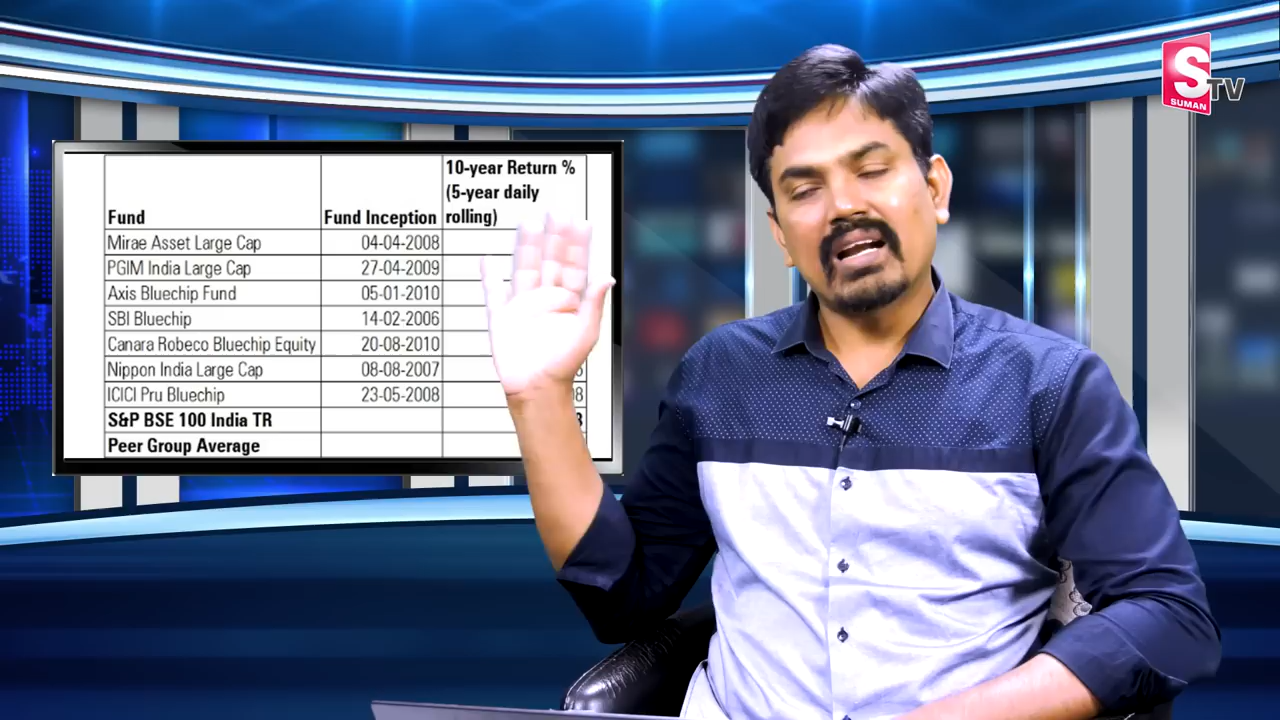 S
SUMAN
TV
10-year Return %
(5-year daily
Fund Fund Inception rolling)
Mirae Asset Large Cap 04-04-2008
PGIM India Large Cap 27-04-2009
Axis Bluechip Fund 05-01-2010
SBI Bluechip 14-02-2006
Canara Robeco Bluechip Equity 20-08-2010
Nippon India Large Cap 08-08-2007
ICICI Pru Bluechip 23-05-2008
S&P BSE 100 India TR
Peer Group Average